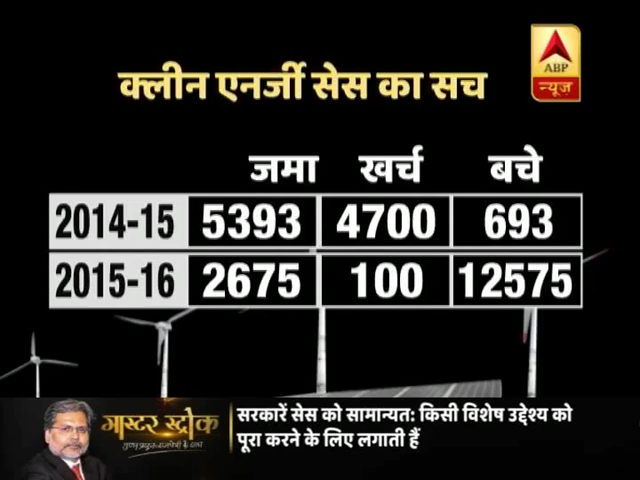 ABP
न्यूज़
क्लीन एनर्जी सेस का सच
जमा खर्च बचे
2014-15 5393 4700 693
2015-16 2675 100 12575
मास्टर स्ट्रोक
सरकारें सेस को सामान्यत: किसी विशेष उद्देश्य को
पूरा करने के लिए लगाती हैं